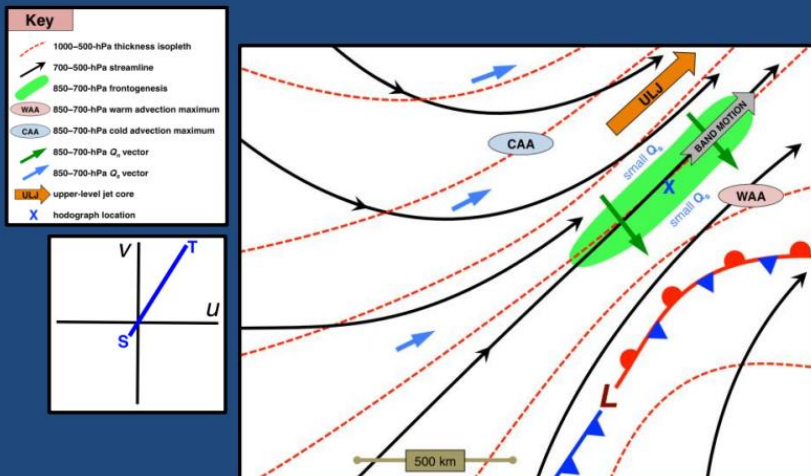 Key
1000–500-hPa thickness isopleth
700–500-hPa streamline
850–700-hPa frontogenesis
WAA 850–700-hPa warm advection maximum
CAA 850–700-hPa cold advection maximum
850–700-hPa Qn vector
850–700-hPa Qs vector
ULJ upper-level jet core
X hodograph location
V
T
u
S
ULJ
BAND MOTION
CAA
small Qs
X
small Qs
WAA
L
500 km